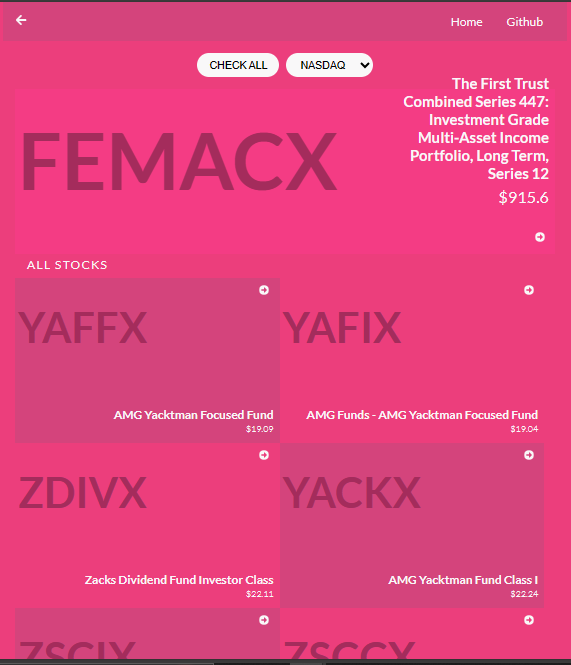 Home Github
CHECK ALL NASDAQ
FEMACX
The First Trust
Combined Series 447:
Investment Grade
Multi-Asset Income
Portfolio, Long Term,
Series 12
$915.6
ALL STOCKS
YAFFX
AMG Yacktman Focused Fund
$19.09
YAFIX
AMG Funds - AMG Yacktman Focused Fund
$19.04
ZDIVX
Zacks Dividend Fund Investor Class
$22.11
YACKX
AMG Yacktman Fund Class I
$22.24